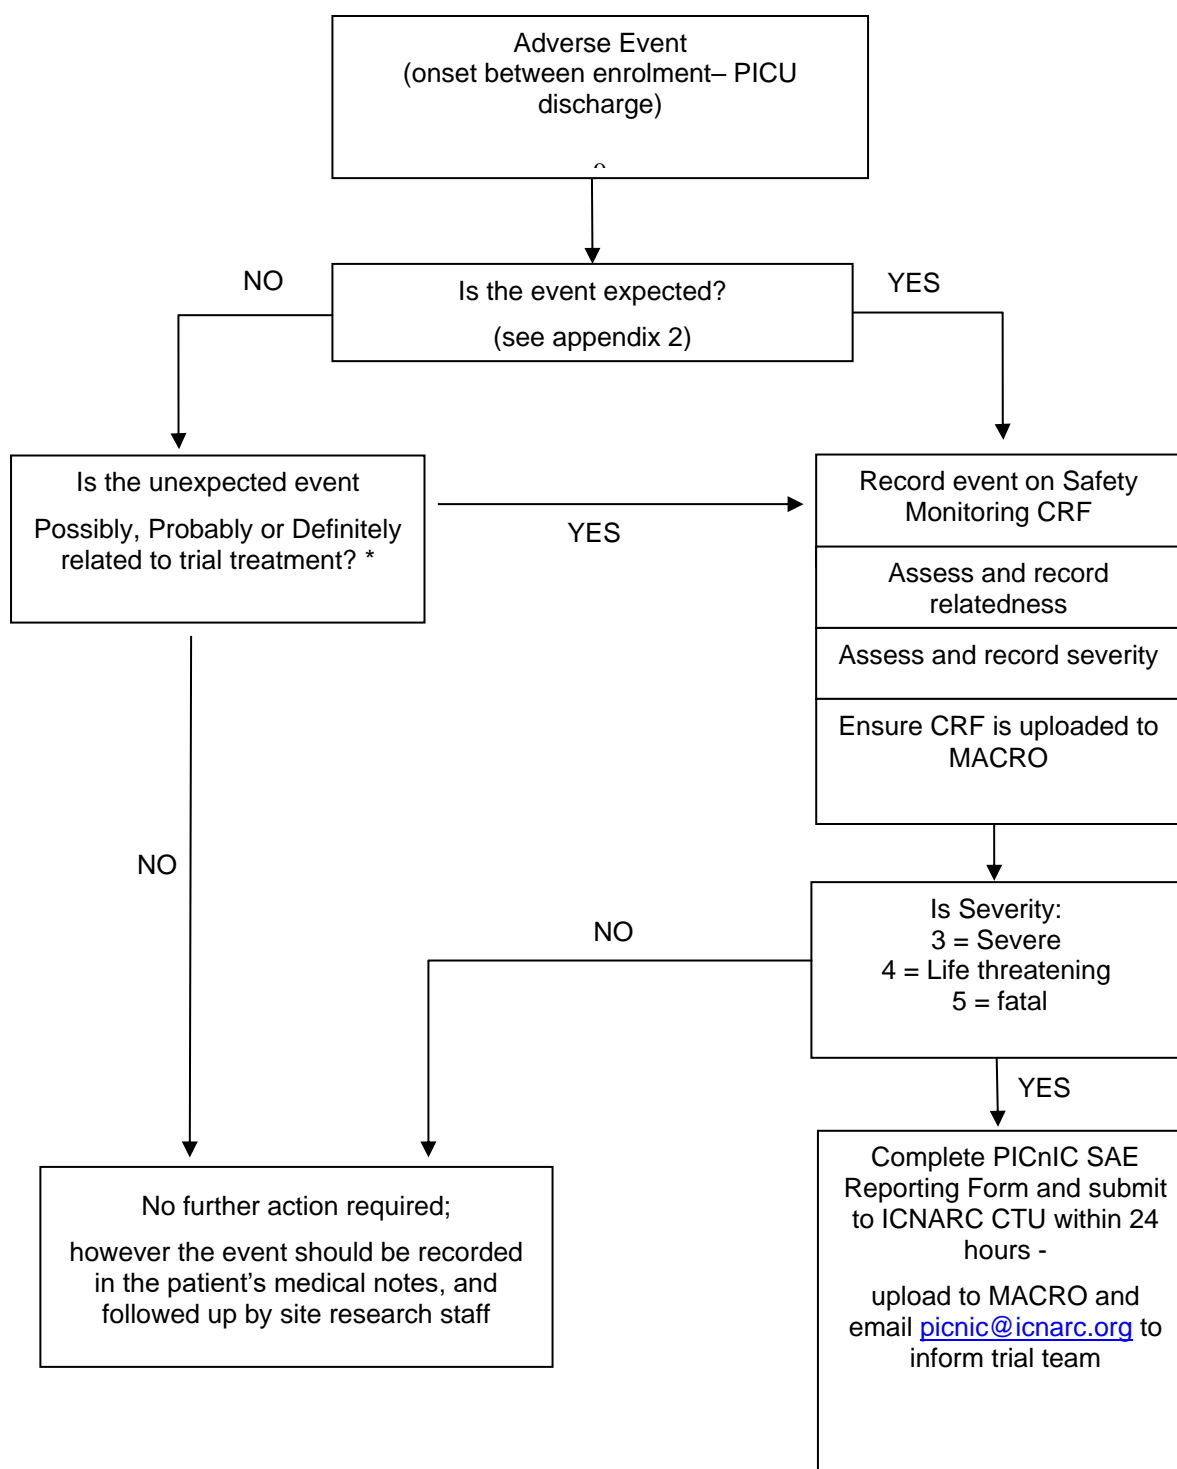 Adverse Event
(onset between enrolment– PICU
discharge)
NO
YES
Is the event expected?
(see appendix 2)
Is the unexpected event
Possibly, Probably or Definitely
related to trial treatment? *
YES
Record event on Safety
Monitoring CRF
Assess and record
relatedness
Assess and record severity
Ensure CRF is uploaded to
MACRO
NO
NO
Is Severity:
3 = Severe
4 = Life threatening
5 = fatal
YES
No further action required;
however the event should be recorded
in the patient’s medical notes, and
followed up by site research staff
Complete PICnIC SAE
Reporting Form and submit
to ICNARC CTU within 24
hours -
upload to MACRO and
email picnic@icnarc.org to
inform trial team